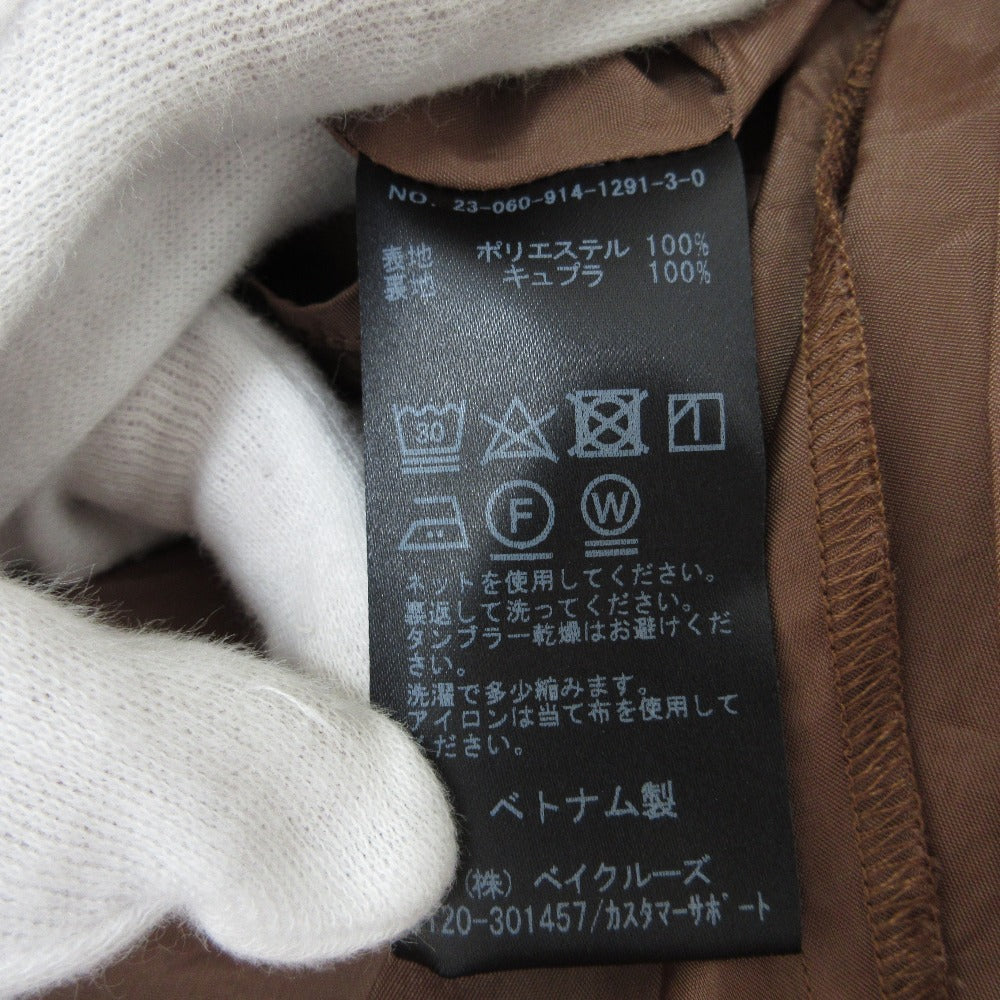 NO. 23-060-914-1291-3-0
表地 ポリエステル 100%
裏地 キュプラ 100%
30
F
W
ネットを使用してください。
裏返して洗ってください。
タンブラー乾燥はお避けくだ
さい。
洗濯で多少縮みます。
アイロンは当て布を使用して
ください。
ベトナム製
(株) ベイクルーズ
120-301457/カスタマーサポート